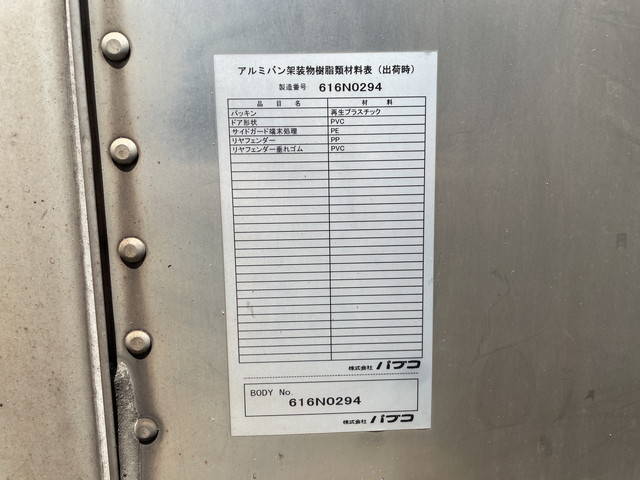 アルミバン架装物樹脂類材料表（出荷時）
製造番号 616N0294
品目名 材料
パッキン 再生プラスチック
ドア形状 PVC
サイドガード端末処理 PE
リヤフェンダー PP
リヤフェンダー垂れゴム PVC
株式会社 パブコ
BODY No.
616N0294
株式会社 パブコ